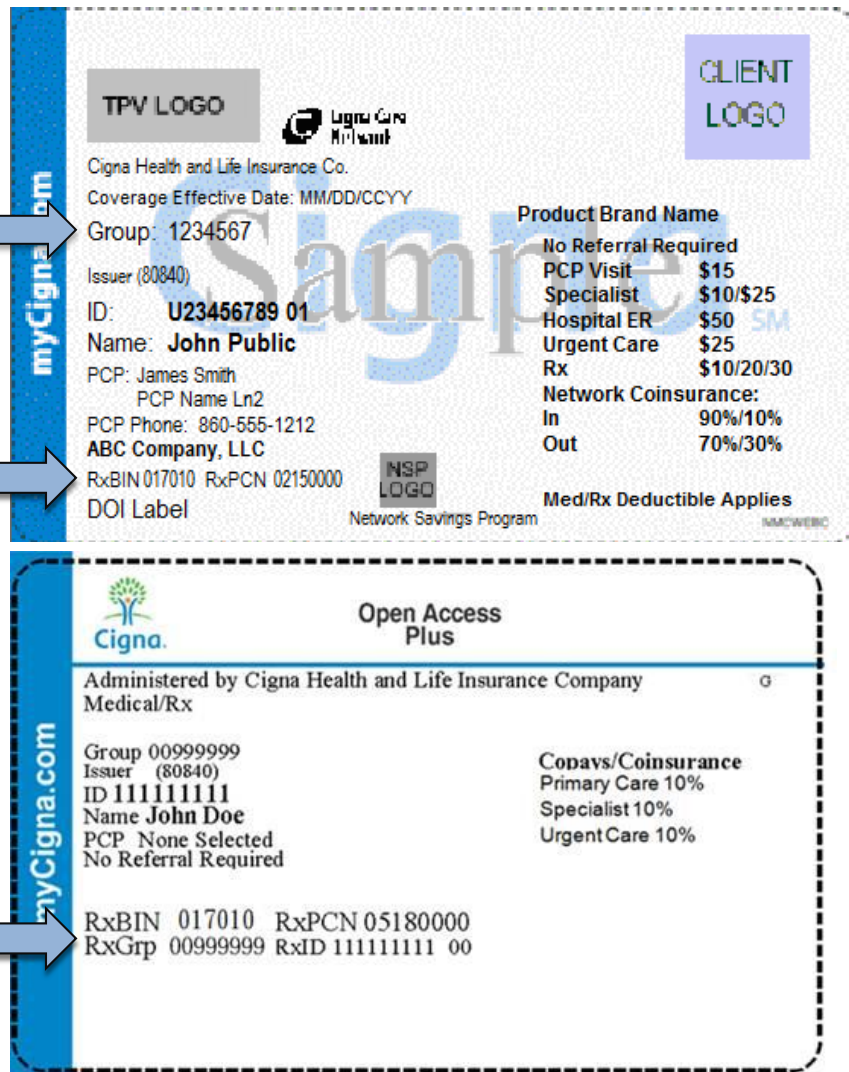 myCigna.com
TPV LOGO
Cigna Care
Network
CLIENT
LOGO
Cigna
Sample
SM
Cigna Health and Life Insurance Co.
Coverage Effective Date: MM/DD/CCYY
Group: 1234567
Issuer (80840)
ID: U23456789 01
Name: John Public
PCP: James Smith
PCP Name Ln2
PCP Phone: 860-555-1212
ABC Company, LLC
RxBIN 017010 RxPCN 02150000
DOI Label
NSP
LOGO
Network Savings Program
Product Brand Name
No Referral Required
PCP Visit $15
Specialist $10/$25
Hospital ER $50
Urgent Care $25
Rx $10/20/30
Network Coinsurance:
In 90%/10%
Out 70%/30%
Med/Rx Deductible Applies
myCigna.com
Cigna.
Open Access
Plus
Administered by Cigna Health and Life Insurance Company G
Medical/Rx
Group 00999999
Issuer (80840)
ID 111111111
Name John Doe
PCP None Selected
No Referral Required
Copays/Coinsurance
Primary Care 10%
Specialist 10%
Urgent Care 10%
RxBIN 017010 RxPCN 05180000
RxGrp 00999999 RxID 111111111 00